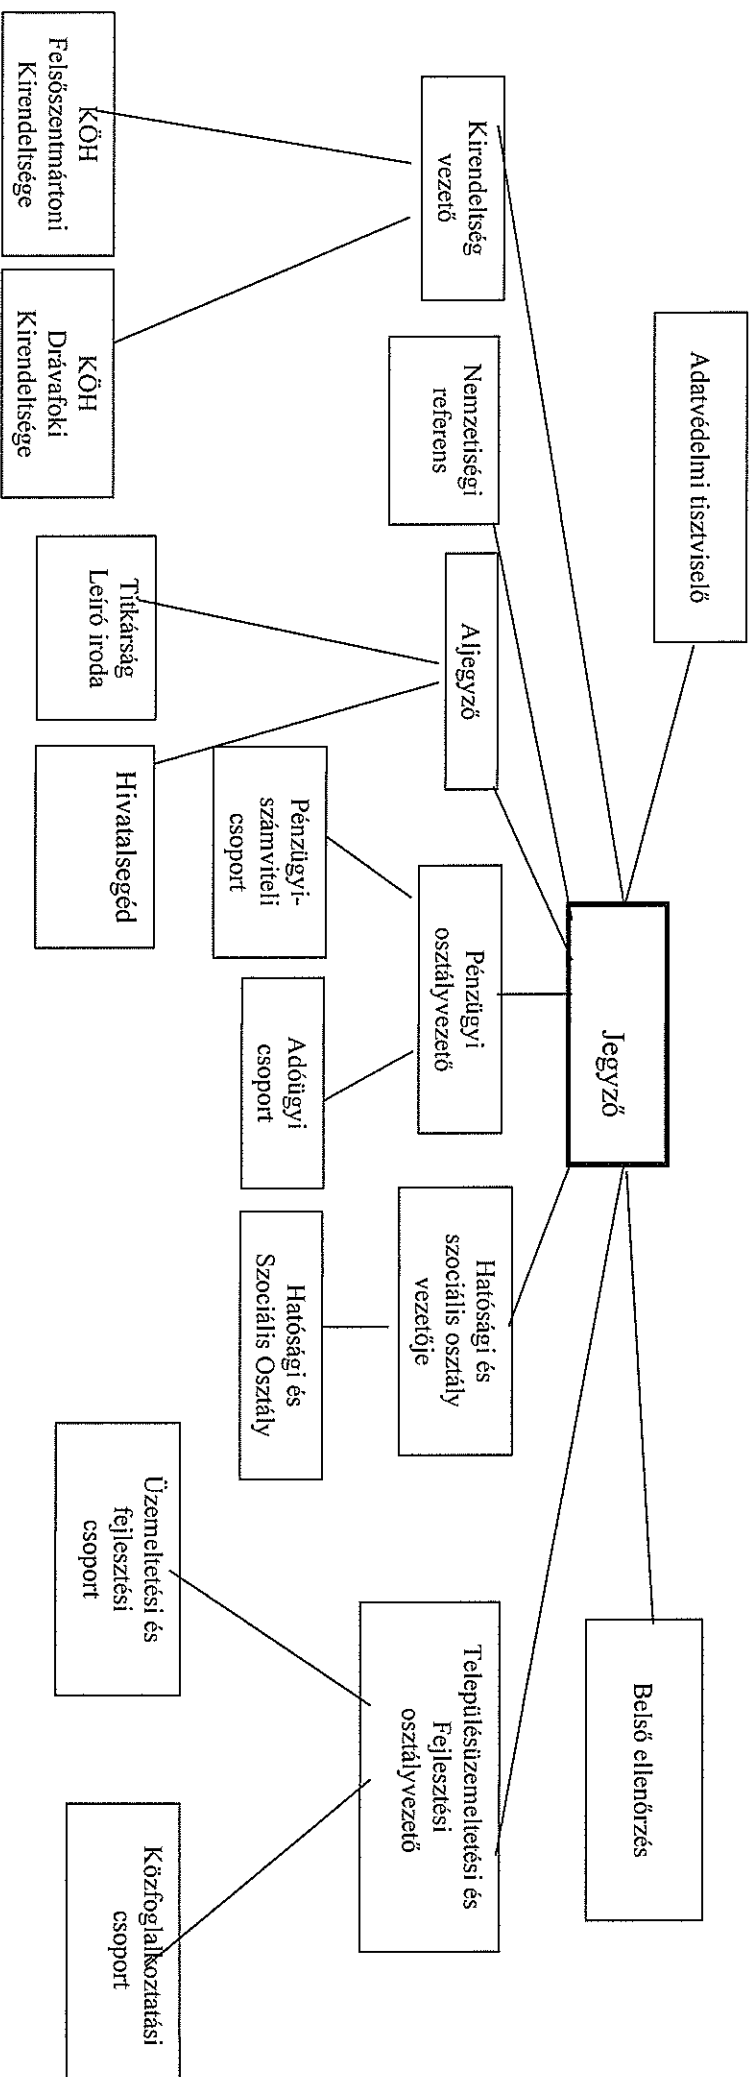 Adatvédelmi tisztviselő
Jegyző
Belső ellenőrzés
Kirendeltség
vezető
Nemzetiségi
referens
Aljegyző
Pénzügyi
osztályvezető
Hatósági és
szociális osztály
vezetője
Településüzemeltetési és
Fejlesztési
osztályvezető
KÖH
Felsőszentmártoni
Kirendeltsége
KÖH
Drávafoki
Kirendeltsége
Titkárság
Leíró iroda
Hivatalsegéd
Pénzügyi-
számviteli
csoport
Adóügyi
csoport
Hatósági és
Szociális Osztály
Üzemeltetési és
fejlesztési
csoport
Közfoglalkoztatási
csoport